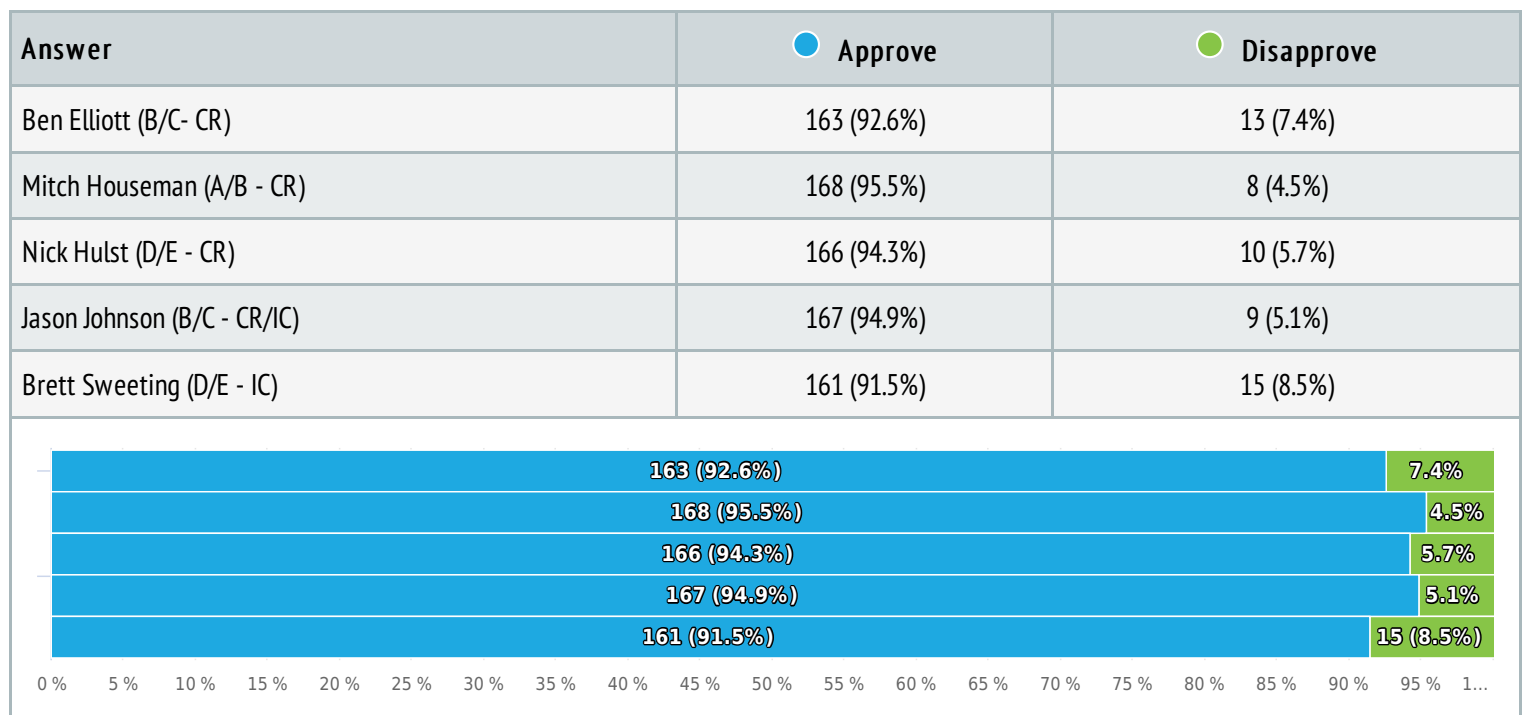 Answer Approve Disapprove
Ben Elliott (B/C- CR) 163 (92.6%) 13 (7.4%)
Mitch Houseman (A/B - CR) 168 (95.5%) 8 (4.5%)
Nick Hulst (D/E - CR) 166 (94.3%) 10 (5.7%)
Jason Johnson (B/C - CR/IC) 167 (94.9%) 9 (5.1%)
Brett Sweeting (D/E - IC) 161 (91.5%) 15 (8.5%)
163 (92.6%) 7.4%
168 (95.5%) 4.5%
166 (94.3%) 5.7%
167 (94.9%) 5.1%
161 (91.5%) 15 (8.5%)
0 % 5 % 10 % 15 % 20 % 25 % 30 % 35 % 40 % 45 % 50 % 55 % 60 % 65 % 70 % 75 % 80 % 85 % 90 % 95 % 1...